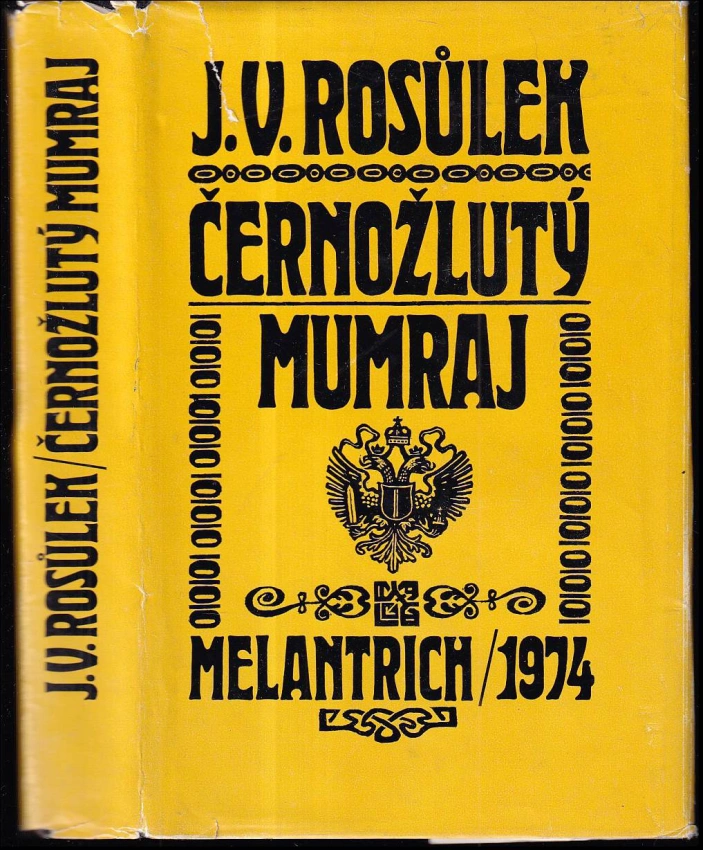 J.V. ROSŮLEK / ČERNOŽLUTÝ MUMRAJ
J.V. ROSŮLEK
ČERNOŽLUTÝ
MUMRAJ
MELANTRICH / 1974